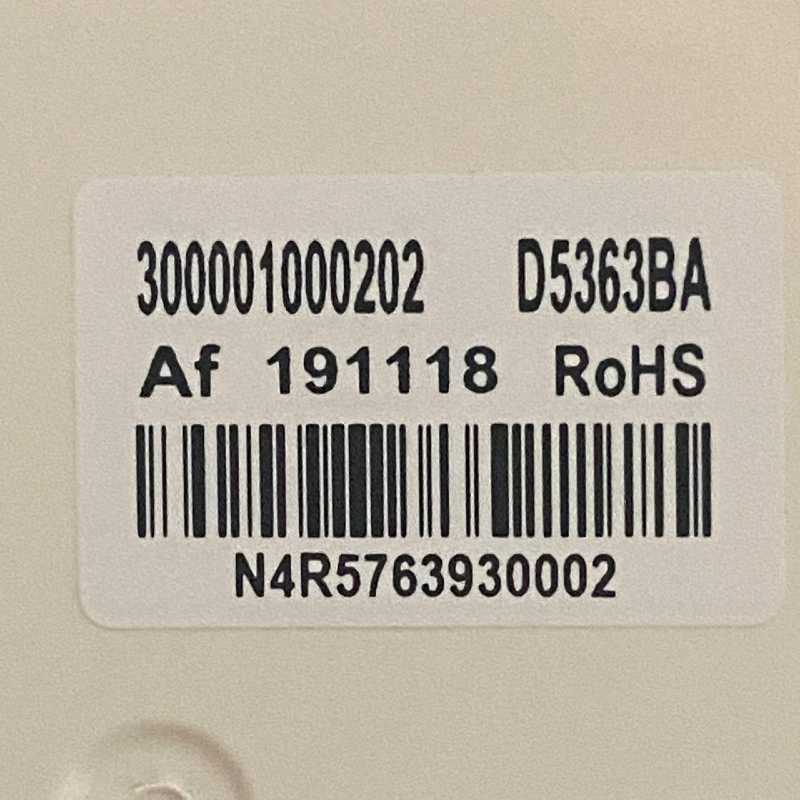 300001000202 D5363BA
Af 191118 RoHS
N4R5763930002